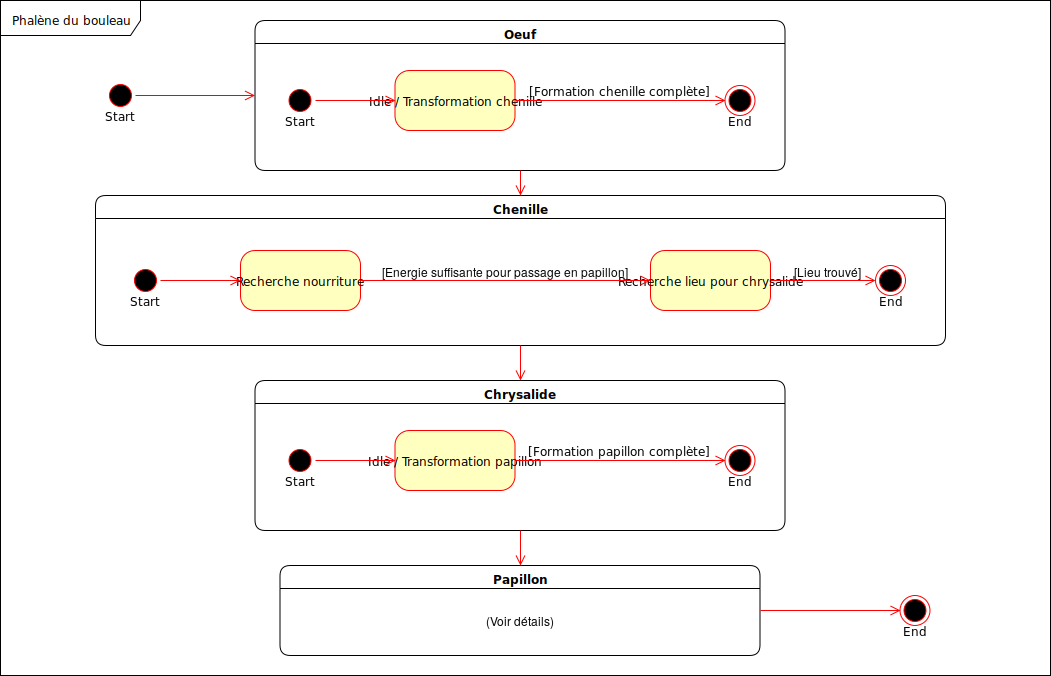 Phalène du bouleau
Oeuf
Start
Start
Idle / Transformation chenille
[Formation chenille complète]
End
Chenille
Start
Recherche nourriture
[Energie suffisante pour passage en papillon]
Recherche lieu pour chrysalide
[Lieu trouvé]
End
Chrysalide
Start
Idle / Transformation papillon
[Formation papillon complète]
End
Papillon
(Voir détails)
End